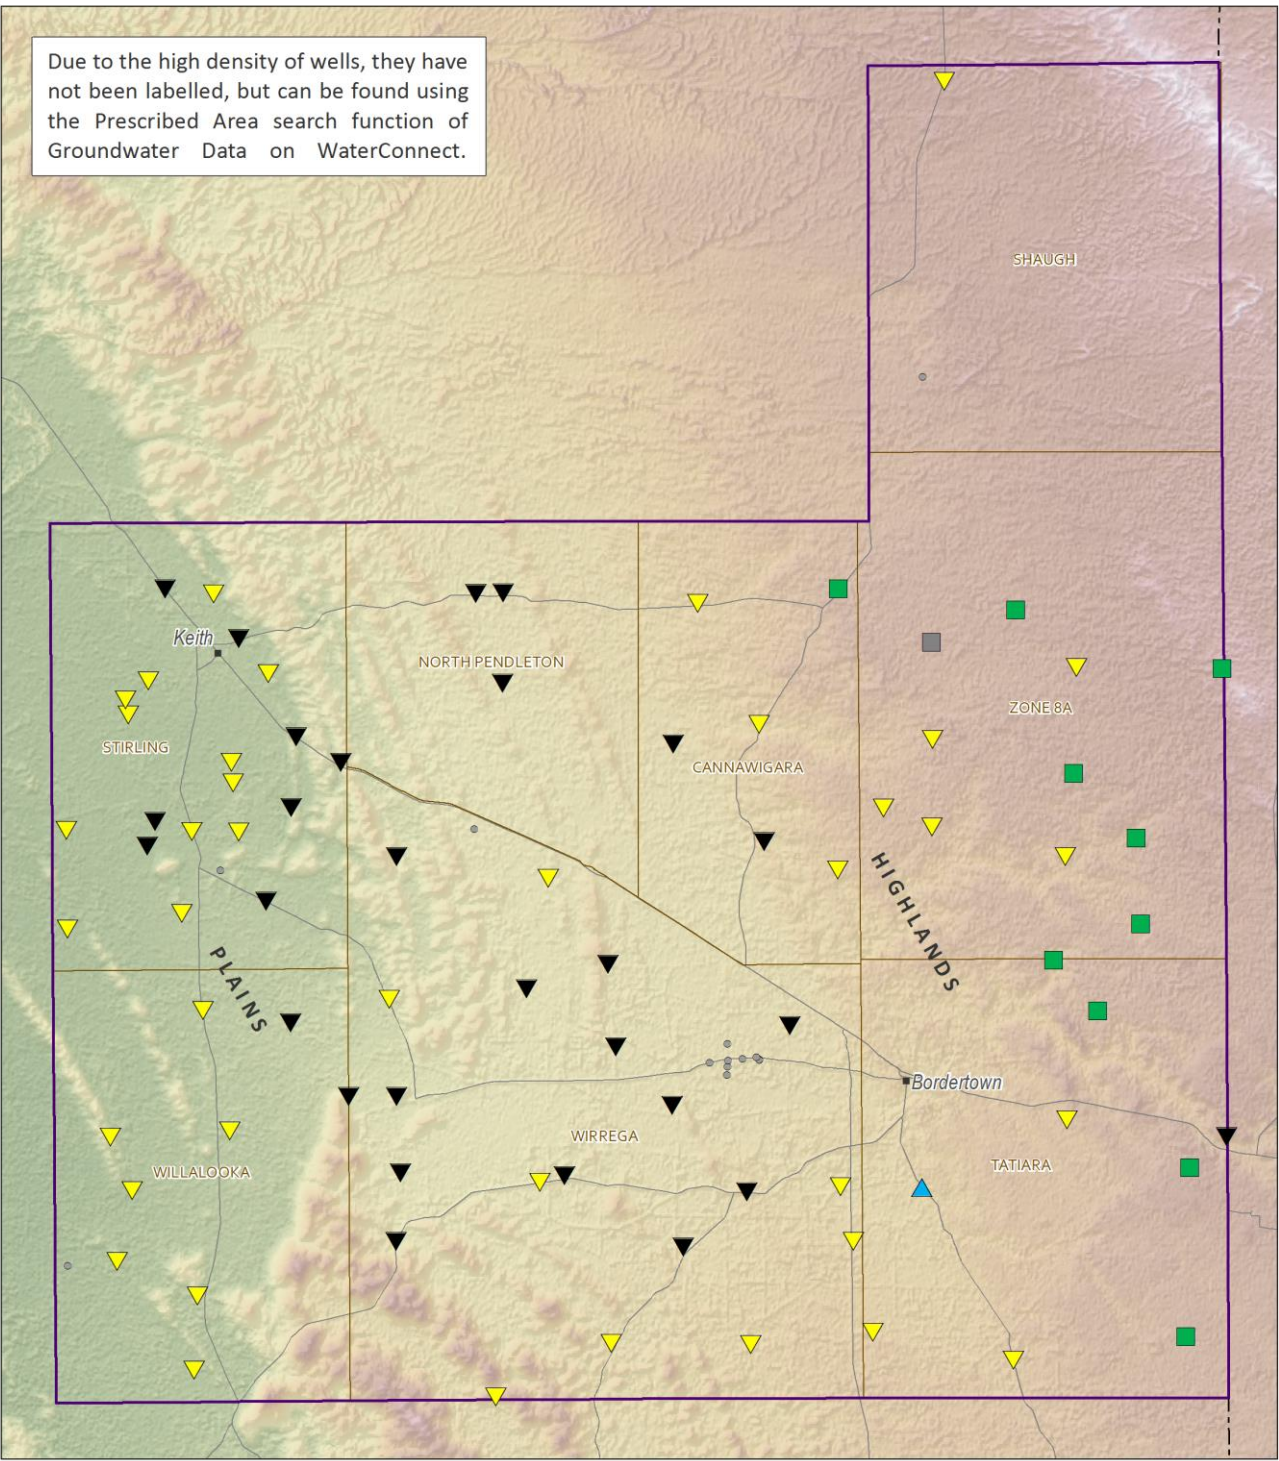 Due to the high density of wells, they have
not been labelled, but can be found using
the Prescribed Area search function of
Groundwater Data on WaterConnect.
SHAUGH
Keith
NORTH PENDLETON
STIRLING
ZONE 8A
CANNAWIGARA
HIGHLANDS
PLAINS
Bordertown
WIRREGA
WILLALOOKA
TATIARA